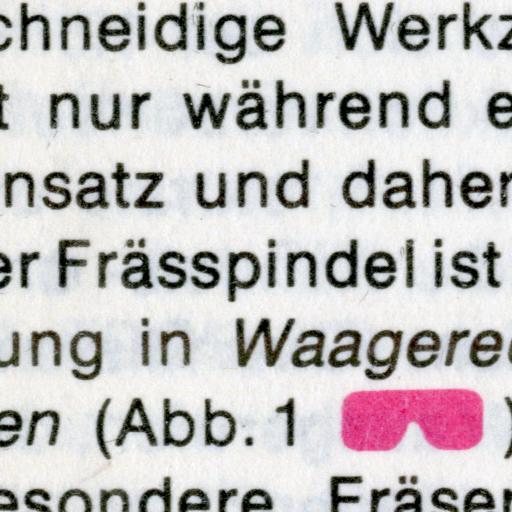 chneidige Werkz
t nur während e
nsatz und daher
er Frässpindel ist
ung in Waagerec
en (Abb. 1 )
esondere Fräser